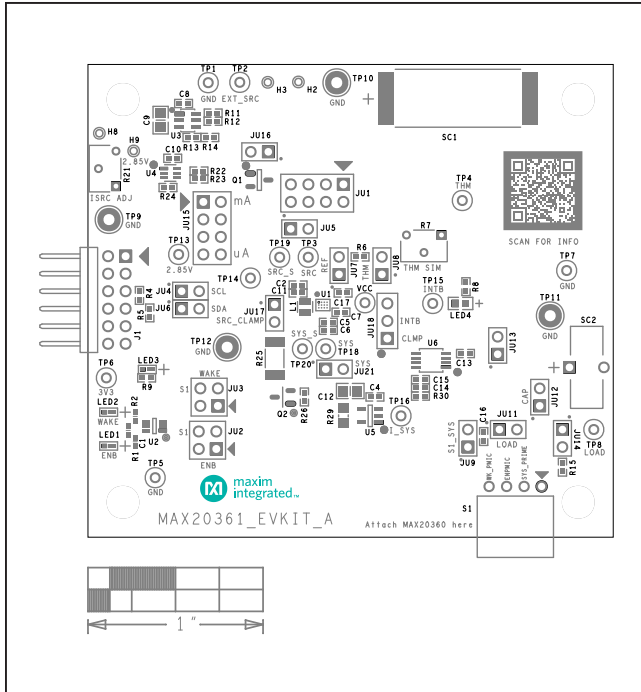 TP1
TP2
GND
EXT_SRC
H3
H2
TP10
GND
+
SC1
C8
C9
U3
R11
R12
R13
R14
H8
H9
2.85V
R21
ISRC ADJ
C10
U4
R22
R23
R24
JU16
Q1
JU1
TP4
THM
SCAN FOR INFO
TP9
GND
JU15
mA
uA
JU5
TP13
2.85V
TP19
SRC_S
TP3
SRC
REF
JU7
R6
THM
JU8
R7
THM SIM
TP7
GND
TP14
J1
R4
R5
JU4
SCL
JU6
SDA
C2
C11
JU17
SRC_CLAMP
L1
U1
C17
C7
C5
C6
VCC
JU18
INTB
CLMP
TP15
INTB
R8
LED4
+
TP11
GND
SC2
+
TP12
GND
R25
SYS_S
TP20
SYS
TP18
SYS
JU21
U6
C13
JU13
TP6
3V3
LED3
+
R9
WAKE
S1
JU3
LED2
+
WAKE
R2
LED1
+
ENB
R1
C1
U2
S1
JU2
ENB
Q2
R26
C12
R29
C4
U5
TP16
I_SYS
C15
C14
R30
CAP
JU12
S1_SYS
JU9
C16
JU11
LOAD
JU14
R15
TP8
LOAD
TP5
GND
WK_PMIC
ENPMIC
SYS_PRIME
S1
maxim
integrated™
MAX20361_EVKIT_A
Attach MAX20360 here
1"